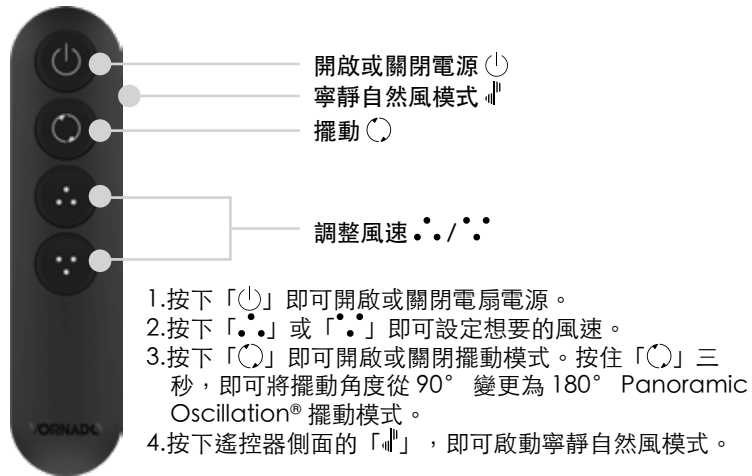 開啟或關閉電源
寧靜自然風模式
擺動
調整風速 /
1.按下「」即可開啟或關閉電扇電源。
2.按下「」或「」即可設定想要的風速。
3.按下「」即可開啟或關閉擺動模式。按住「」三
秒，即可將擺動角度從 90° 變更為 180° Panoramic
Oscillation® 擺動模式。
4.按下遙控器側面的「」，即可啟動寧靜自然風模式。
VORNADO